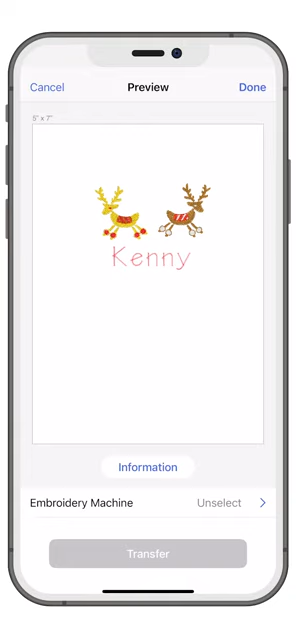 Cancel Preview Done
5" x 7"
Kenny
Information
Embroidery Machine Unselect
Transfer